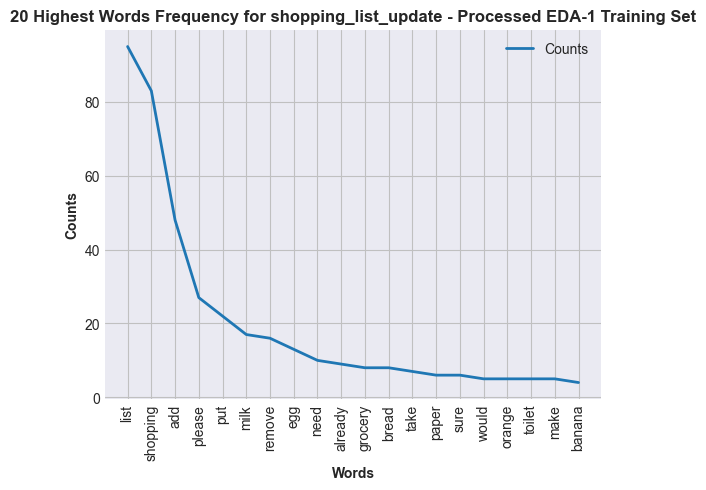 20 Highest Words Frequency for shopping_list_update - Processed EDA-1 Training Set
Counts
80
60
40
20
0
Counts
list
shopping
add
please
put
milk
remove
egg
need
already
grocery
bread
take
paper
sure
would
orange
toilet
make
banana
Words